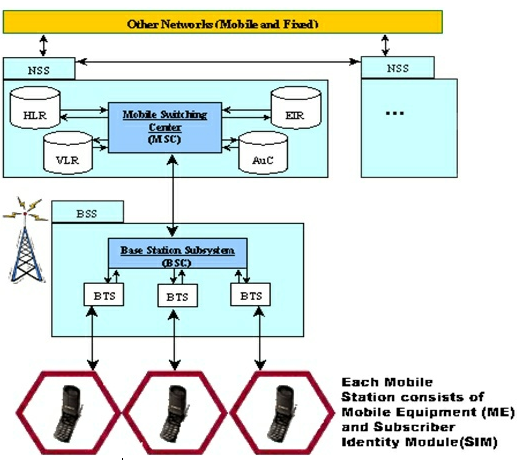 Other Networks (Mobile and Fixed)
NSS
NSS
HLR
Mobile Switching
Center
(MSC)
EIR
...
VLR
AuC
BSS
Base Station Subsystem
(BSC)
BTS
BTS
BTS
Each Mobile
Station consists of
Mobile Equipment (ME)
and Subscriber
Identity Module(SIM)